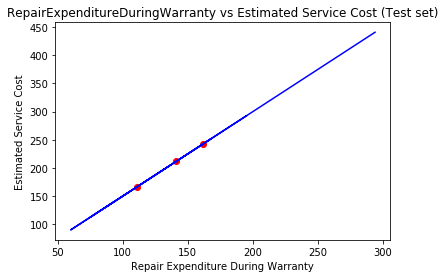 RepairExpenditureDuringWarranty vs Estimated Service Cost (Test set)
450
400
350
300
250
200
150
100
Estimated Service Cost
50 100 150 200 250 300
Repair Expenditure During Warranty